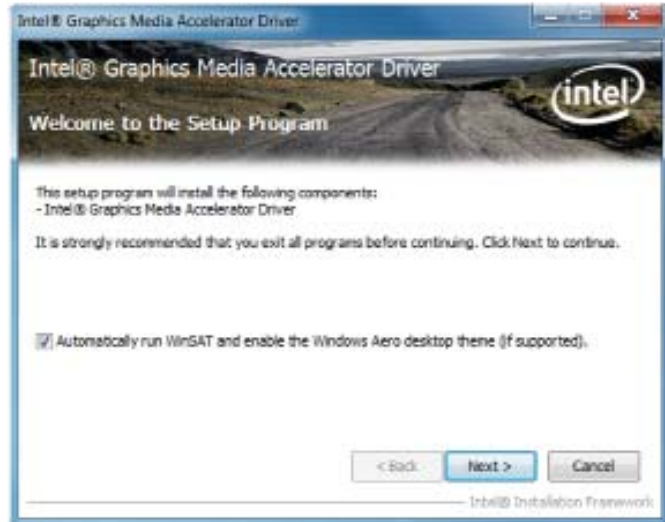 Intel® Graphics Media Accelerator Driver
Intel® Graphics Media Accelerator Driver
intel
Welcome to the Setup Program
This setup program will install the following components:
- Intel® Graphics Media Accelerator Driver
It is strongly recommended that you exit all programs before continuing. Click Next to continue.
Automatically run WinSAT and enable the Windows Aero desktop theme (if supported).
< Back Next > Cancel
Intel® Installation Framework